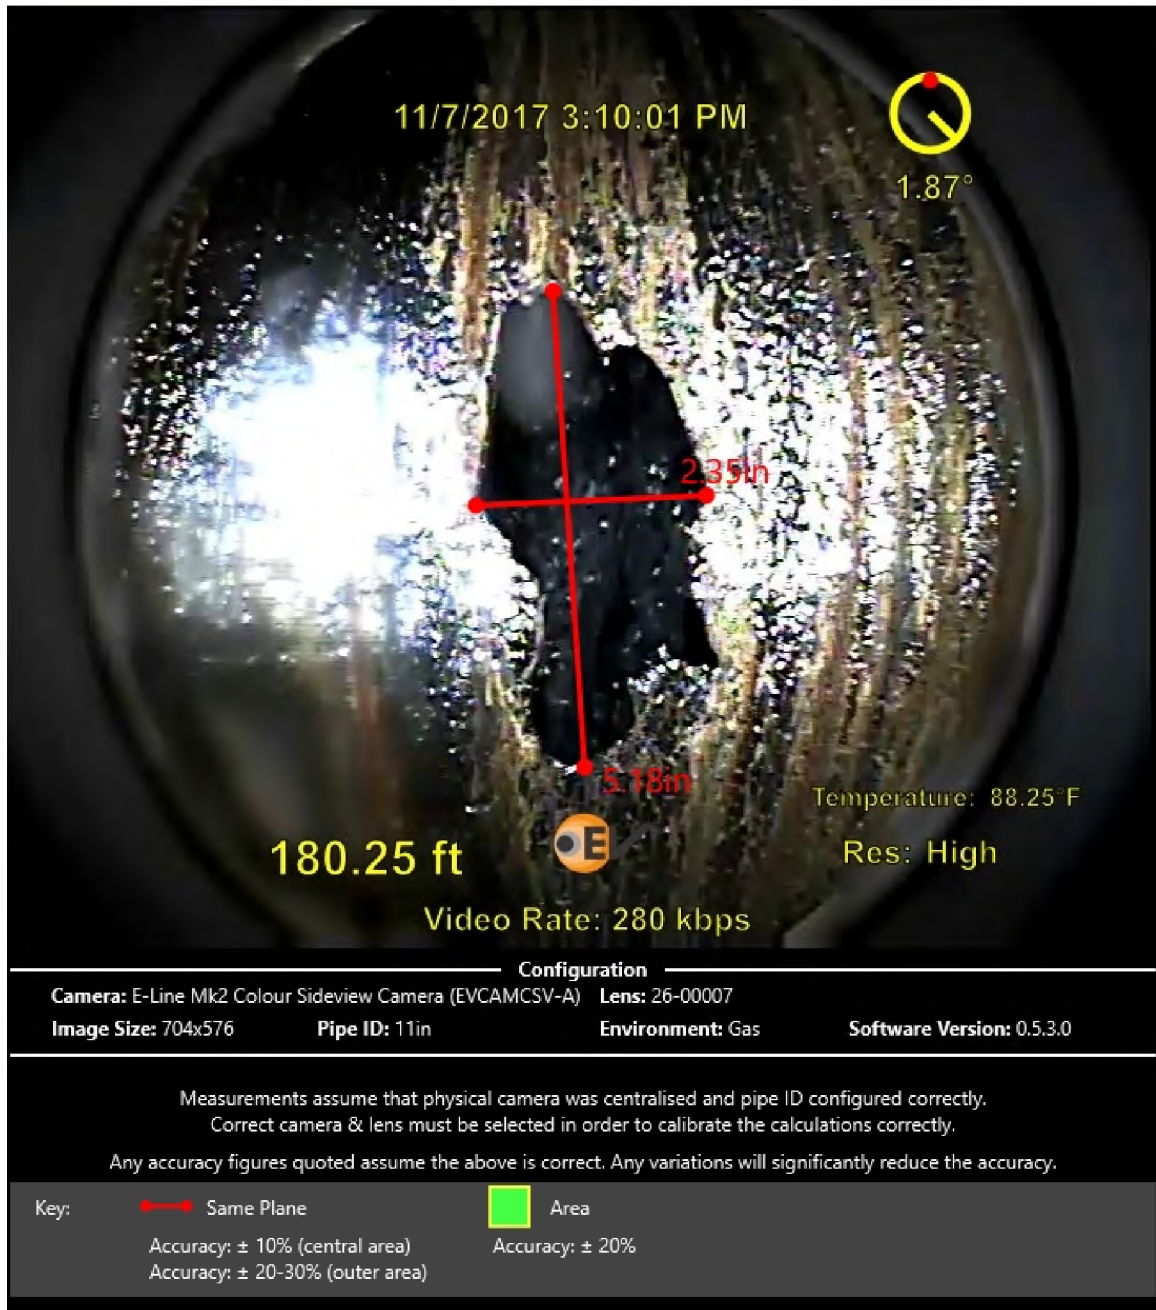 11/7/2017 3:10:01 PM
1.87°
2.35in
5.18in
Temperature: 88.25°F
180.25 ft
E
Res: High
Video Rate: 280 kbps
Configuration
Camera: E-Line Mk2 Colour Sideview Camera (EVCAMCSV-A) Lens: 26-00007
Image Size: 704x576 Pipe ID: 11in Environment: Gas Software Version: 0.5.3.0
Measurements assume that physical camera was centralised and pipe ID configured correctly.
Correct camera & lens must be selected in order to calibrate the calculations correctly.
Any accuracy figures quoted assume the above is correct. Any variations will significantly reduce the accuracy.
Key: Same Plane Area
Accuracy: ± 10% (central area) Accuracy: ± 20%
Accuracy: ± 20-30% (outer area)